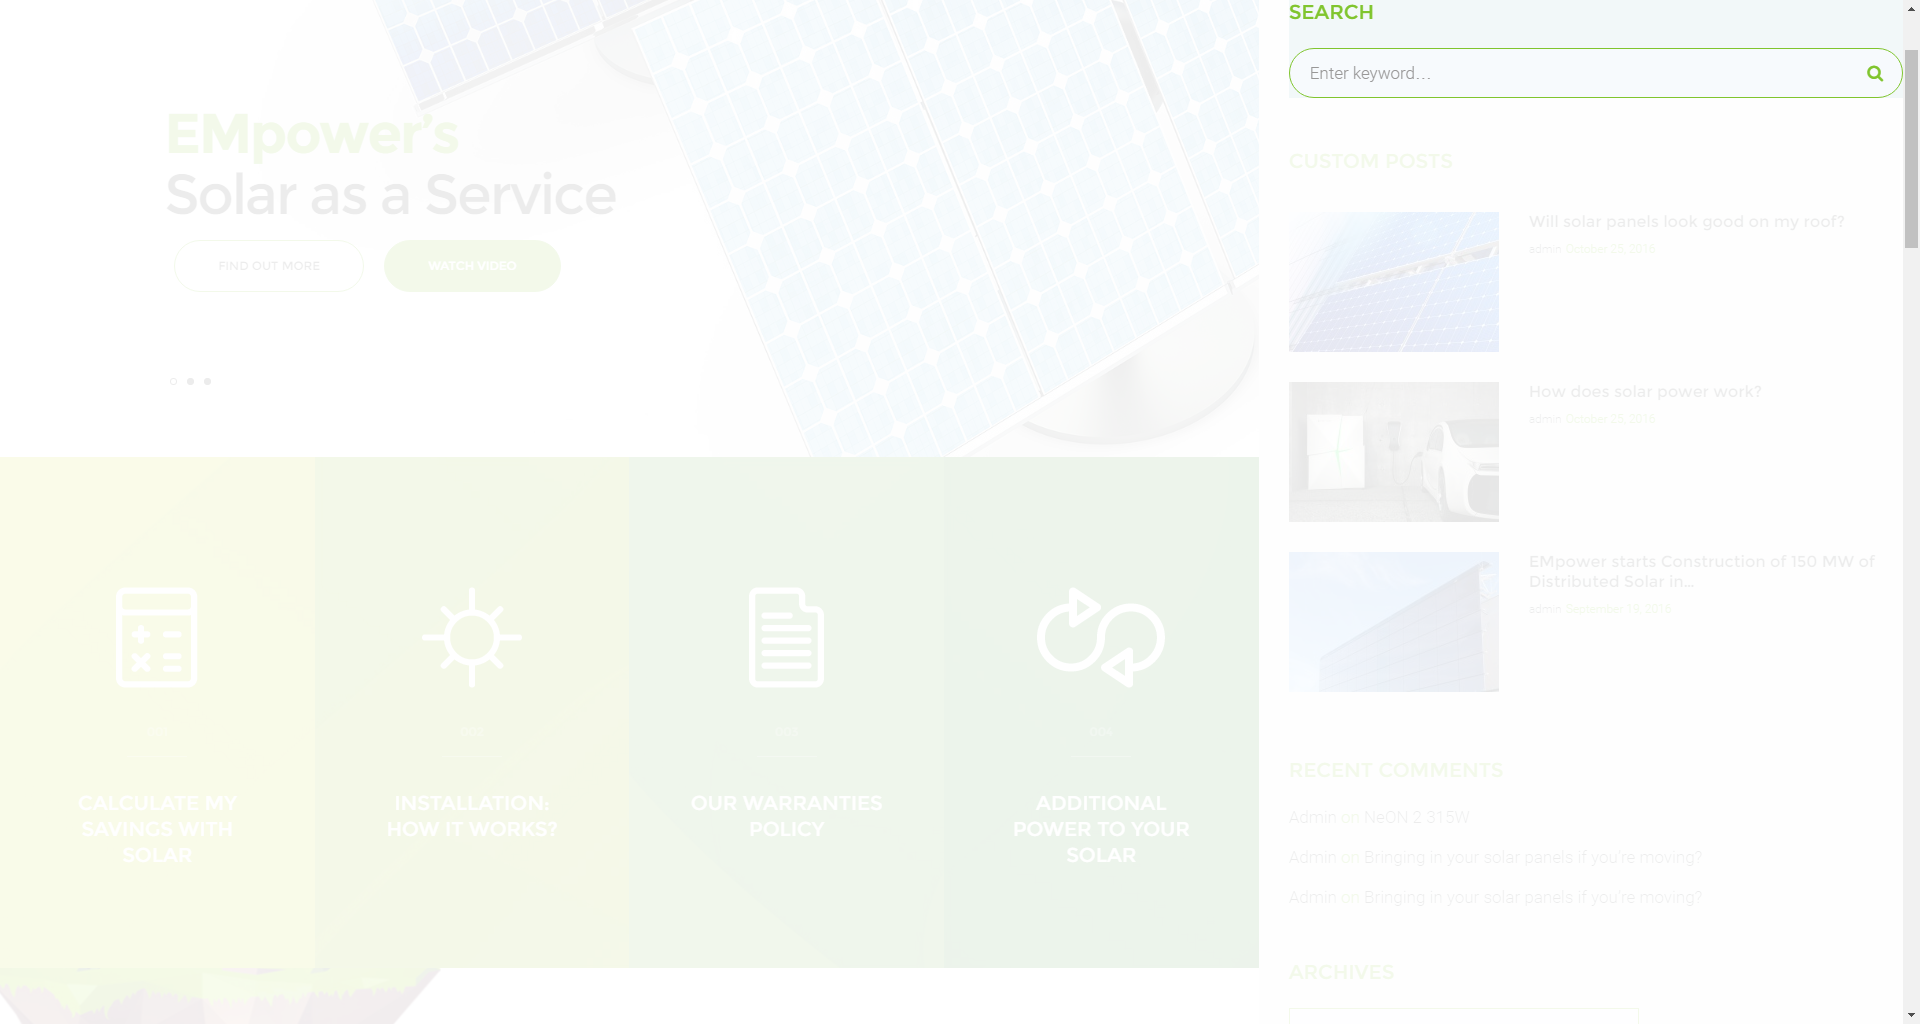 SEARCH
Enter keyword...
EMpower's
Solar as a Service
FIND OUT MORE
WATCH VIDEO
CUSTOM POSTS
Will solar panels look good on my roof?
admin October 25, 2016
How does solar power work?
admin October 25, 2016
EMpower starts Construction of 150 MW of
Distributed Solar in...
admin September 19, 2016
002
003
004
CALCULATE MY
SAVINGS WITH
SOLAR
INSTALLATION:
HOW IT WORKS?
OUR WARRANTIES
POLICY
ADDITIONAL
POWER TO YOUR
SOLAR
RECENT COMMENTS
Admin on NeON 2 315W
Admin on Bringing in your solar panels if you're moving?
Admin on Bringing in your solar panels if you're moving?
ARCHIVES